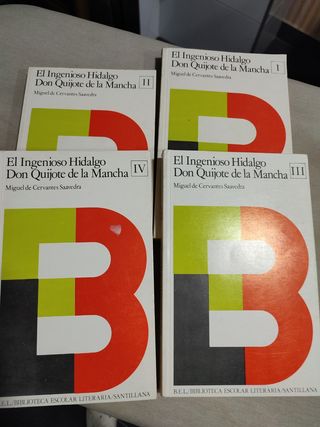 El Ingenioso Hidalgo
Don Quijote de la Mancha II
Miguel de Cervantes Saavedra
El Ingenioso Hidalgo
Don Quijote de la Mancha I
Miguel de Cervantes Saavedra
El Ingenioso Hidalgo
Don Quijote de la Mancha IV
Miguel de Cervantes Saavedra
B
B.E.L./BIBLIOTECA ESCOLAR LITERARIA/SANTILLANA
El Ingenioso Hidalgo
Don Quijote de la Mancha III
Miguel de Cervantes Saavedra
B
B.E.L./BIBLIOTECA ESCOLAR LITERARIA/SANTILLANA